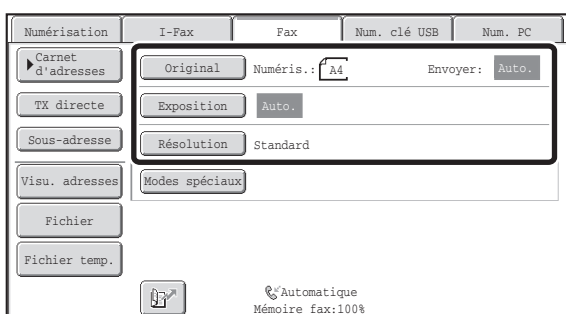 Numérisation
I-Fax
Fax
Num. clé USB
Num. PC
Carnet
d'adresses
Original
Numéris.:
A4
Envoyer:
Auto.
TX directe
Exposition
Auto.
Sous-adresse
Résolution
Standard
Visu. adresses
Modes spéciaux
Fichier
Fichier temp.
Automatique
Mémoire fax:100%